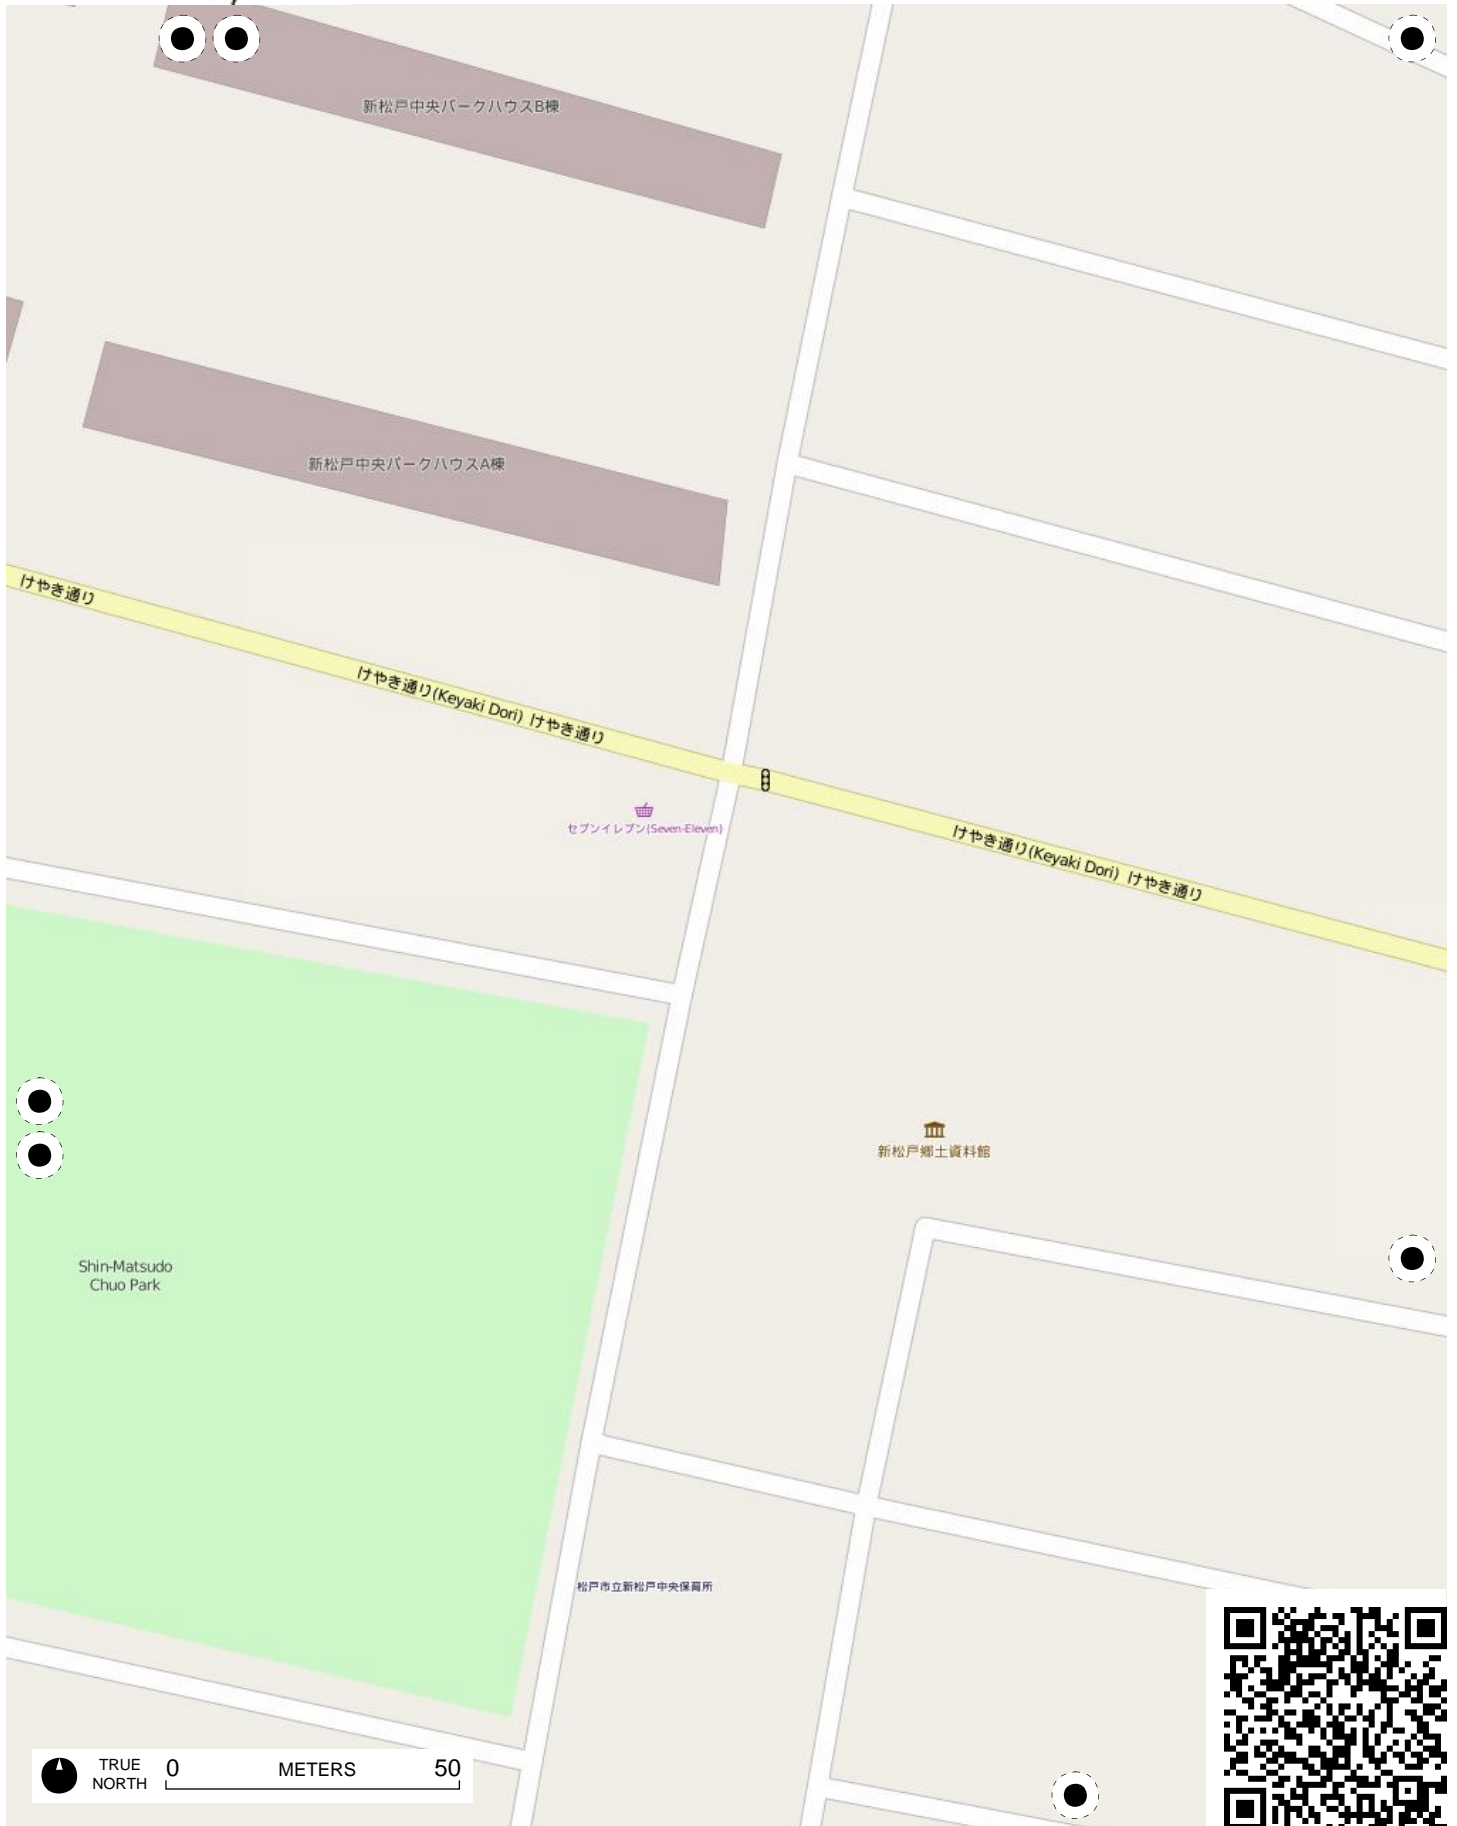 新松戸中央パークハウスB棟
新松戸中央パークハウスA棟
けやき通り
けやき通り(Keyaki Dori) けやき通り
セブンイレブン(Seven-Eleven)
けやき通り(Keyaki Dori) けやき通り
新松戸郷土資料館
Shin-Matsudo
Chuo Park
松戸市立新松戸中央保育所
TRUE
NORTH
0 METERS 50